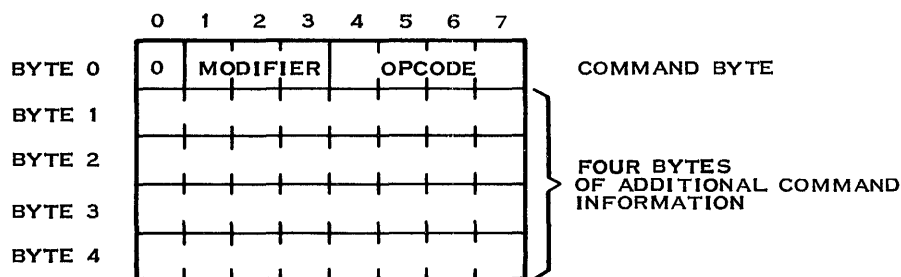 0 1 2 3 4 5 6 7
BYTE 0 0 MODIFIER OPCODE COMMAND BYTE
BYTE 1
BYTE 2
FOUR BYTES
OF ADDITIONAL COMMAND
INFORMATION
BYTE 3
BYTE 4